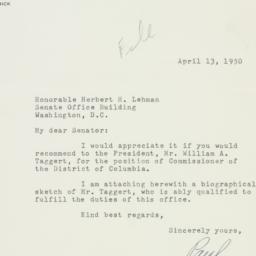 File
April 13, 1950
Honorable Herbert H. Lehman
Senate Office Building
Washington, D.C.
My dear Senator:
I would appreciate it if you would
recommend to the President, Mr. William A.
Taggert, for the position of Commissioner of
the District of Columbia.
I am attaching herewith a biographical
sketch of Mr. Taggert, who is ably qualified to
fulfill the duties of this office.
Kind best regards,
Sincerely yours,
Paul